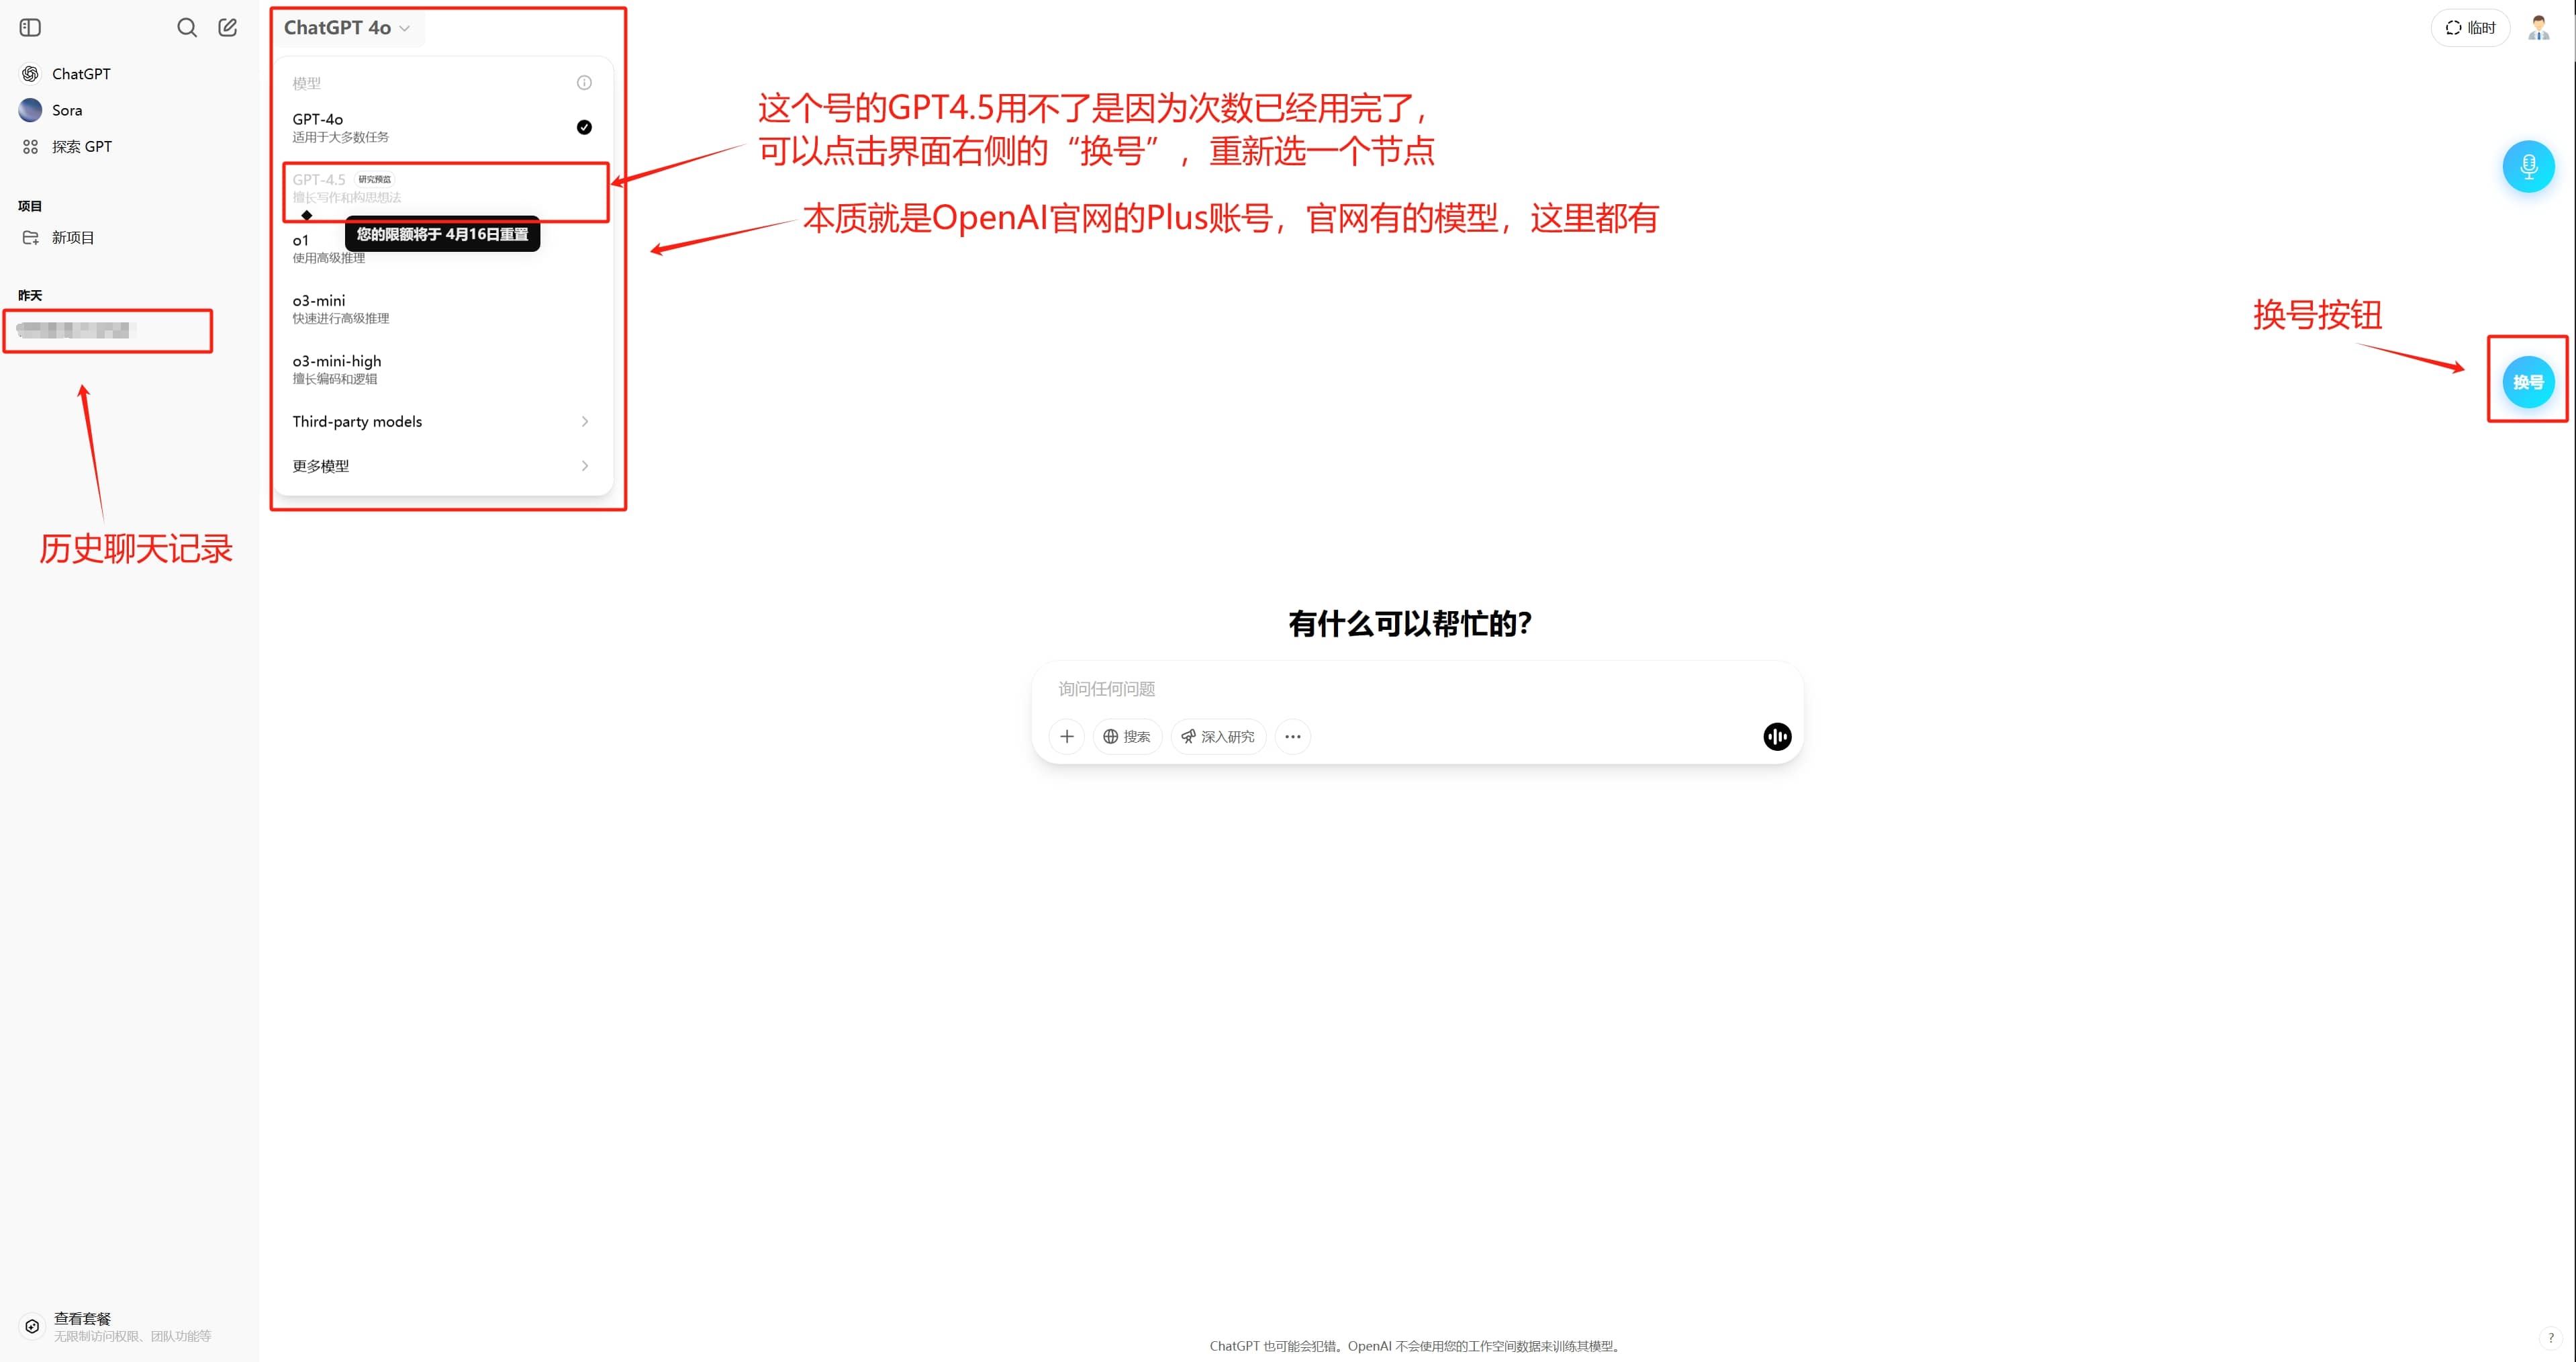 ChatGPT
Sora
探索 GPT
项目
新项目
昨天
历史聊天记录
查看套餐
无限制访问权限、团队功能等
ChatGPT 4o
模型
GPT-4o
适用于大多数任务
GPT-4.5 研究预览
擅长写作和构思想法
您的限额将于 4月16日重置
o1
使用高级推理
o3-mini
快速进行高级推理
o3-mini-high
擅长编码和逻辑
Third-party models
更多模型
这个号的GPT4.5用不了是因为次数已经用完了，
可以点击界面右侧的“换号”，重新选一个节点
本质就是OpenAI官网的Plus账号，官网有的模型，这里都有
临时
换号按钮
换号
有什么可以帮忙的？
询问任何问题
搜索
深入研究
ChatGPT 也可能会犯错。OpenAI 不会使用您的工作空间数据来训练其模型。
?